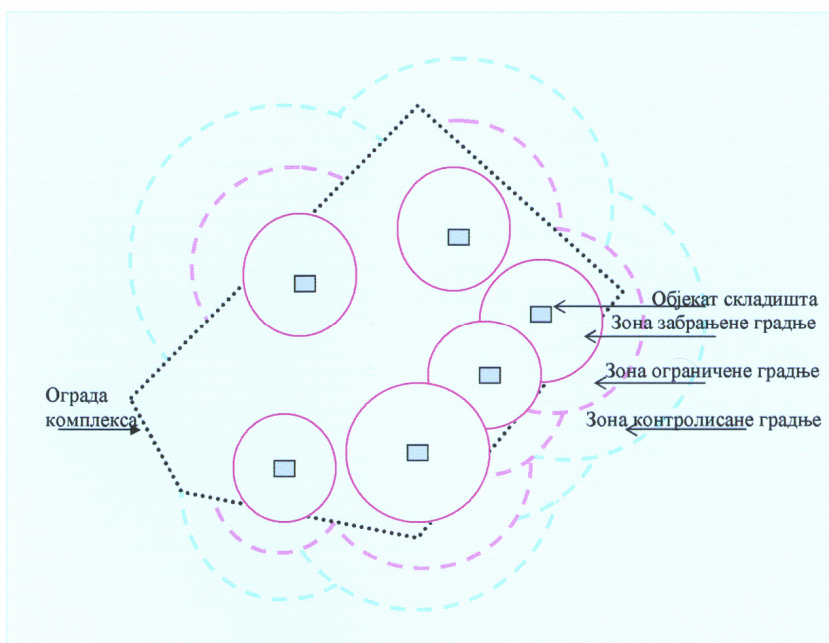 Објекат складишта
Зона забрањене градње
Зона ограничене градње
Ограда
комплекса
Зона контролисане градње